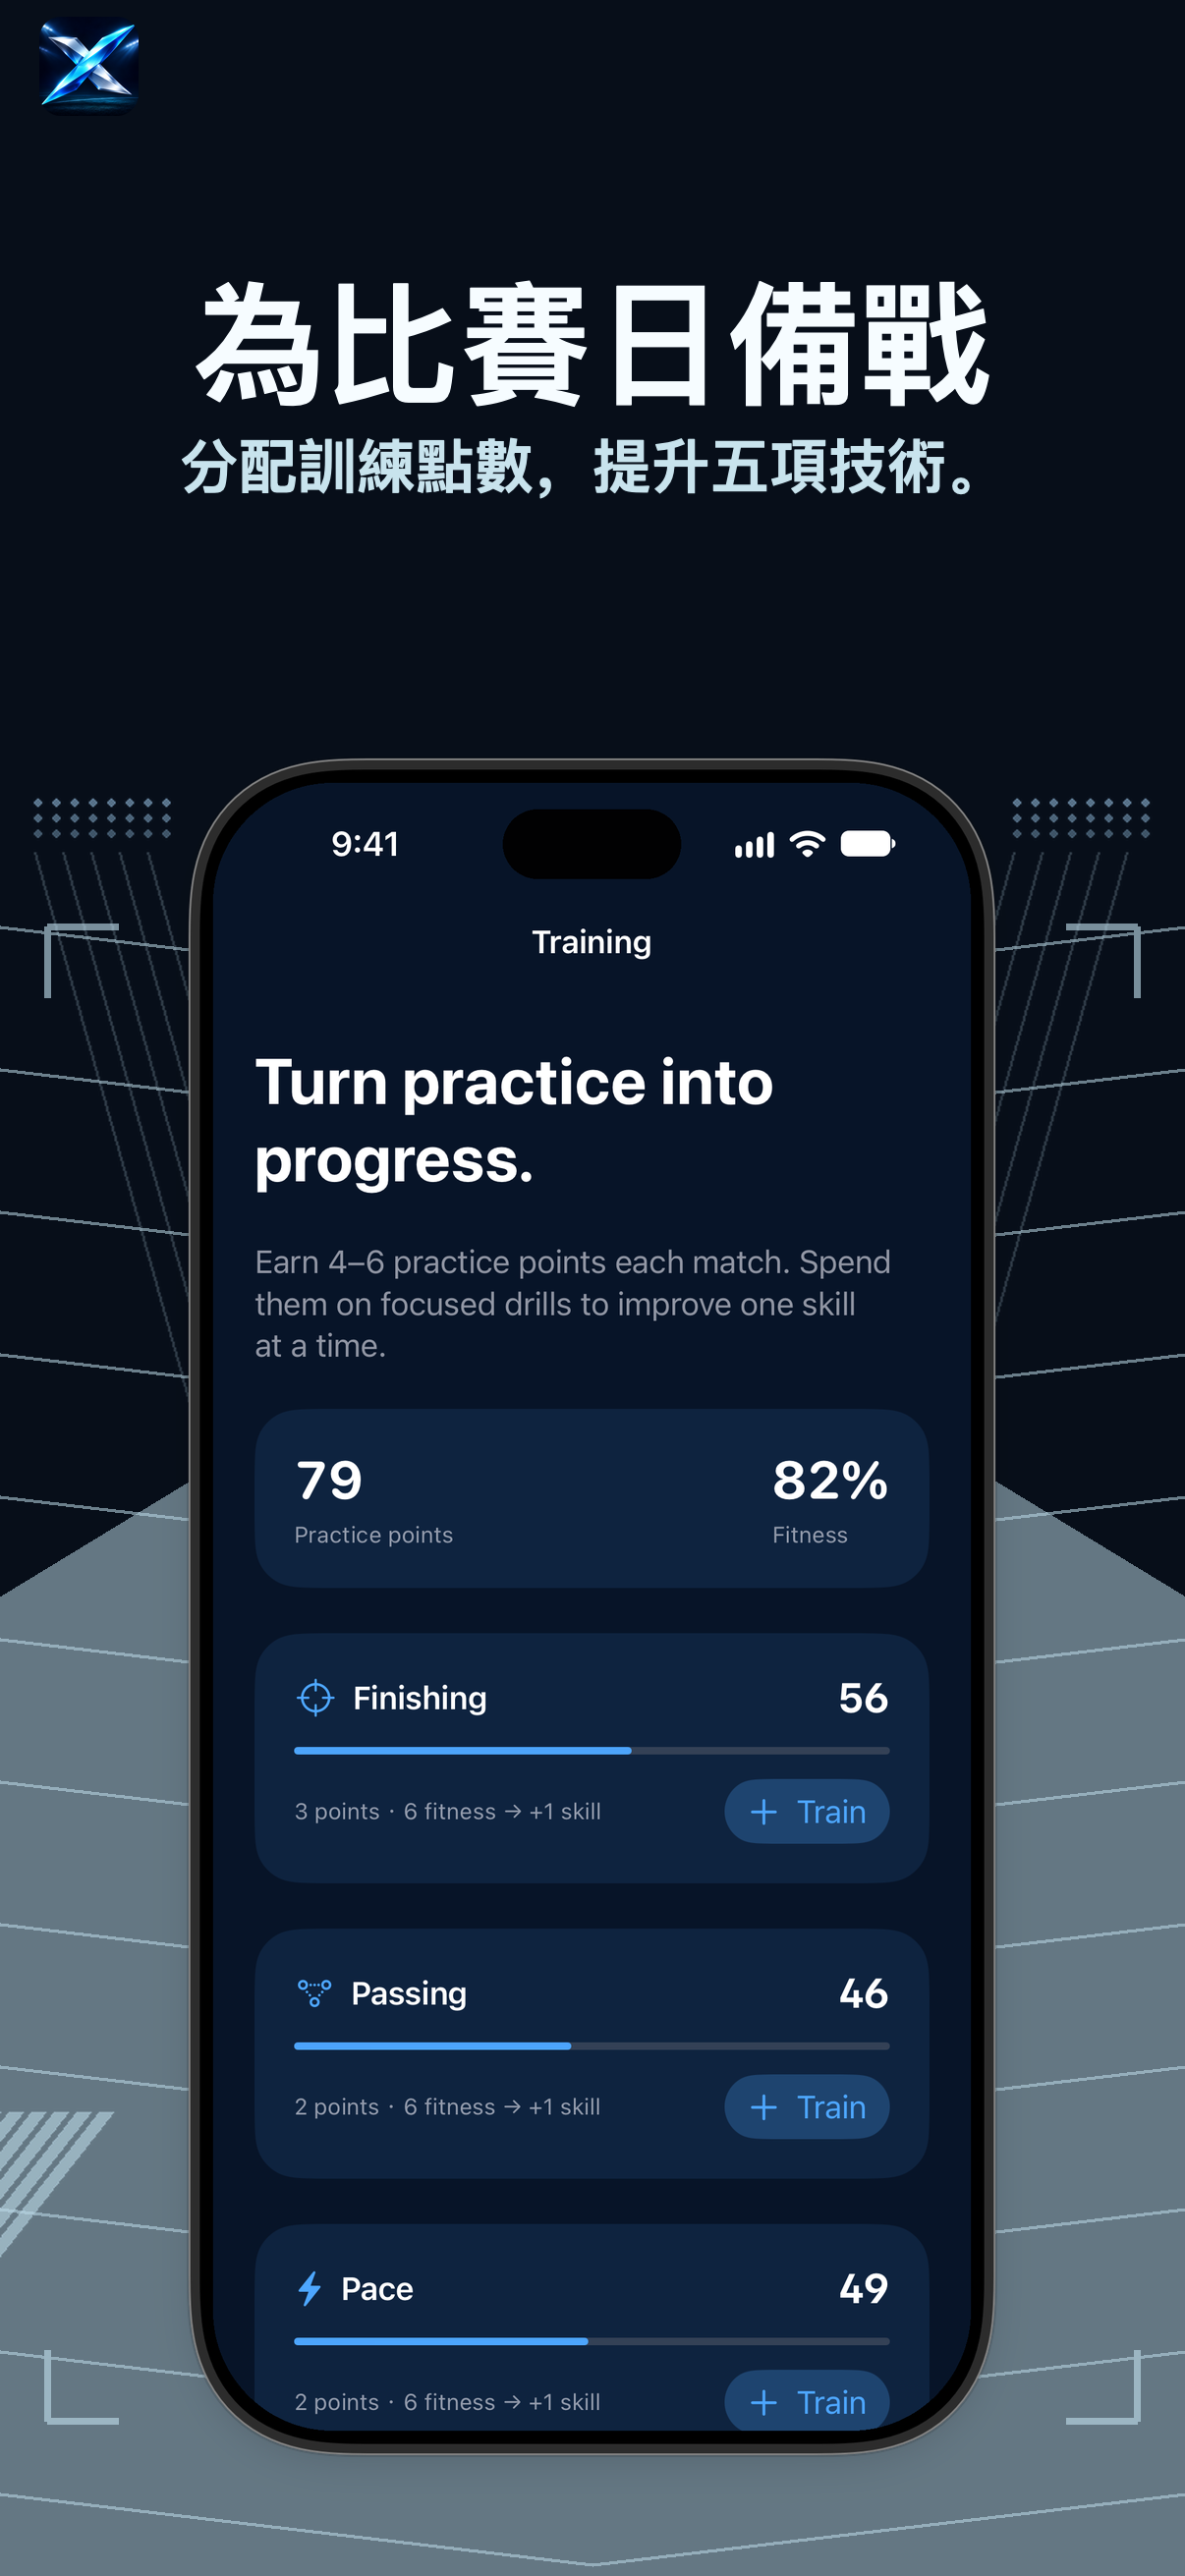 為比賽日備戰
分配訓練點數，提升五項技術。
9:41
Training
Turn practice into
progress.
Earn 4–6 practice points each match. Spend
them on focused drills to improve one skill
at a time.
79
Practice points
82%
Fitness
Finishing
56
3 points · 6 fitness → +1 skill
+ Train
Passing
46
2 points · 6 fitness → +1 skill
+ Train
Pace
49
2 points · 6 fitness → +1 skill
+ Train